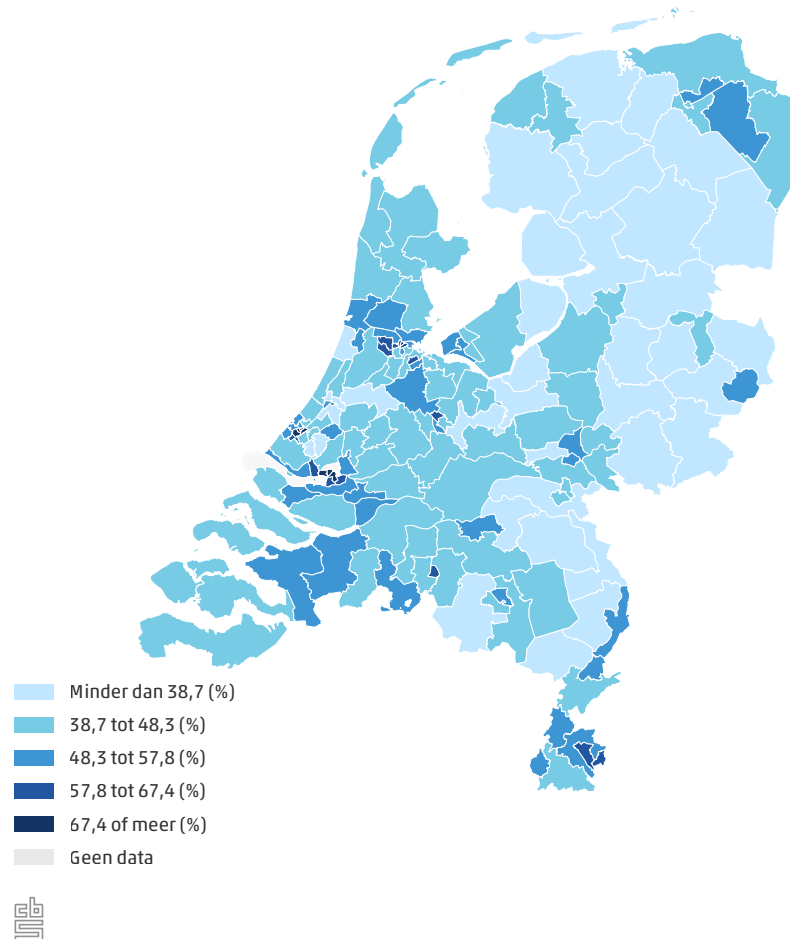 Minder dan 38,7 (%)
38,7 tot 48,3 (%)
48,3 tot 57,8 (%)
57,8 tot 67,4 (%)
67,4 of meer (%)
Geen data
cbs